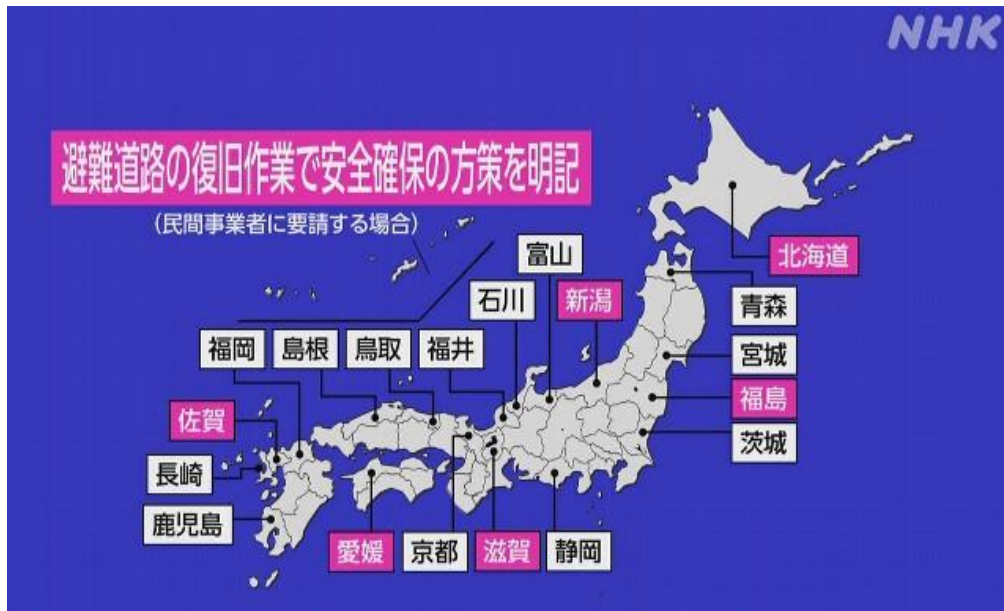 NHK
避難道路の復旧作業で安全確保の方策を明記
(民間事業者に要請する場合)
富山
北海道
石川
新潟
青森
福岡
島根
鳥取
福井
宮城
佐賀
福島
茨城
長崎
鹿児島
愛媛
京都
滋賀
静岡